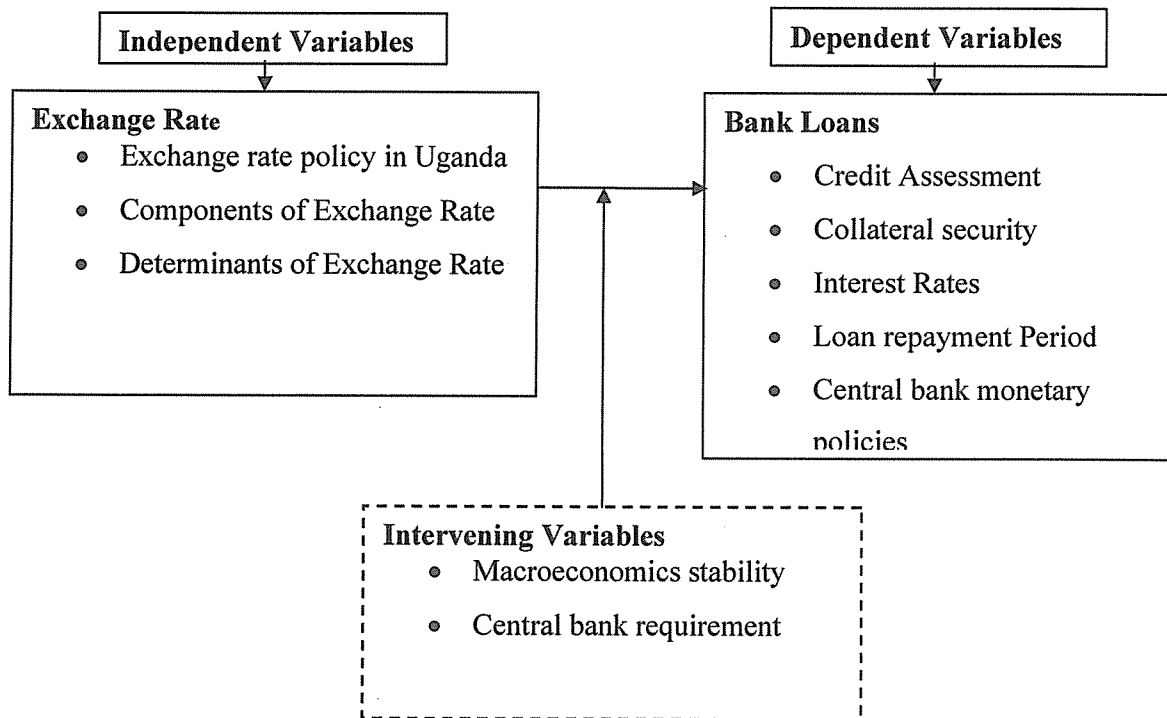 Independent Variables
Dependent Variables
Exchange Rate
• Exchange rate policy in Uganda
• Components of Exchange Rate
• Determinants of Exchange Rate
Bank Loans
• Credit Assessment
• Collateral security
• Interest Rates
• Loan repayment Period
• Central bank monetary
policies
Intervening Variables
• Macroeconomics stability
• Central bank requirement